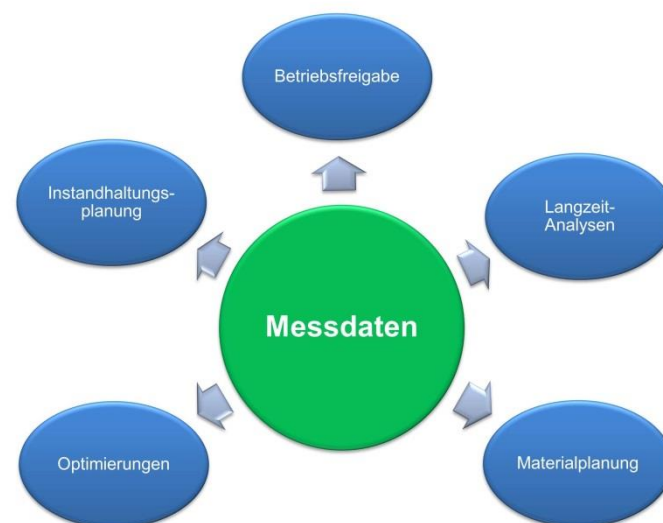 Betriebsfreigabe
Instandhaltungs-
planung
Langzeit-
Analysen
Messdaten
Optimierungen
Materialplanung